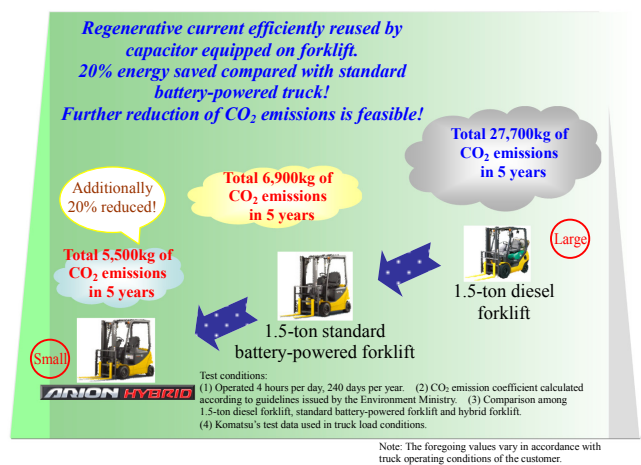 Regenerative current efficiently reused by
capacitor equipped on forklift.
20% energy saved compared with standard
battery-powered truck!
Further reduction of CO₂ emissions is feasible!
Total 27,700kg of
CO₂ emissions
in 5 years
Total 6,900kg of
CO₂ emissions
in 5 years
Additionally
20% reduced!
Total 5,500kg of
CO₂ emissions
in 5 years
Large
1.5-ton diesel
forklift
1.5-ton standard
battery-powered forklift
Small
ARION HYBRID
Test conditions:
(1) Operated 4 hours per day, 240 days per year. (2) CO₂ emission coefficient calculated
according to guidelines issued by the Environment Ministry. (3) Comparison among
1.5-ton diesel forklift, standard battery-powered forklift and hybrid forklift.
(4) Komatsu's test data used in truck load conditions.
Note: The foregoing values vary in accordance with
truck operating conditions of the customer.